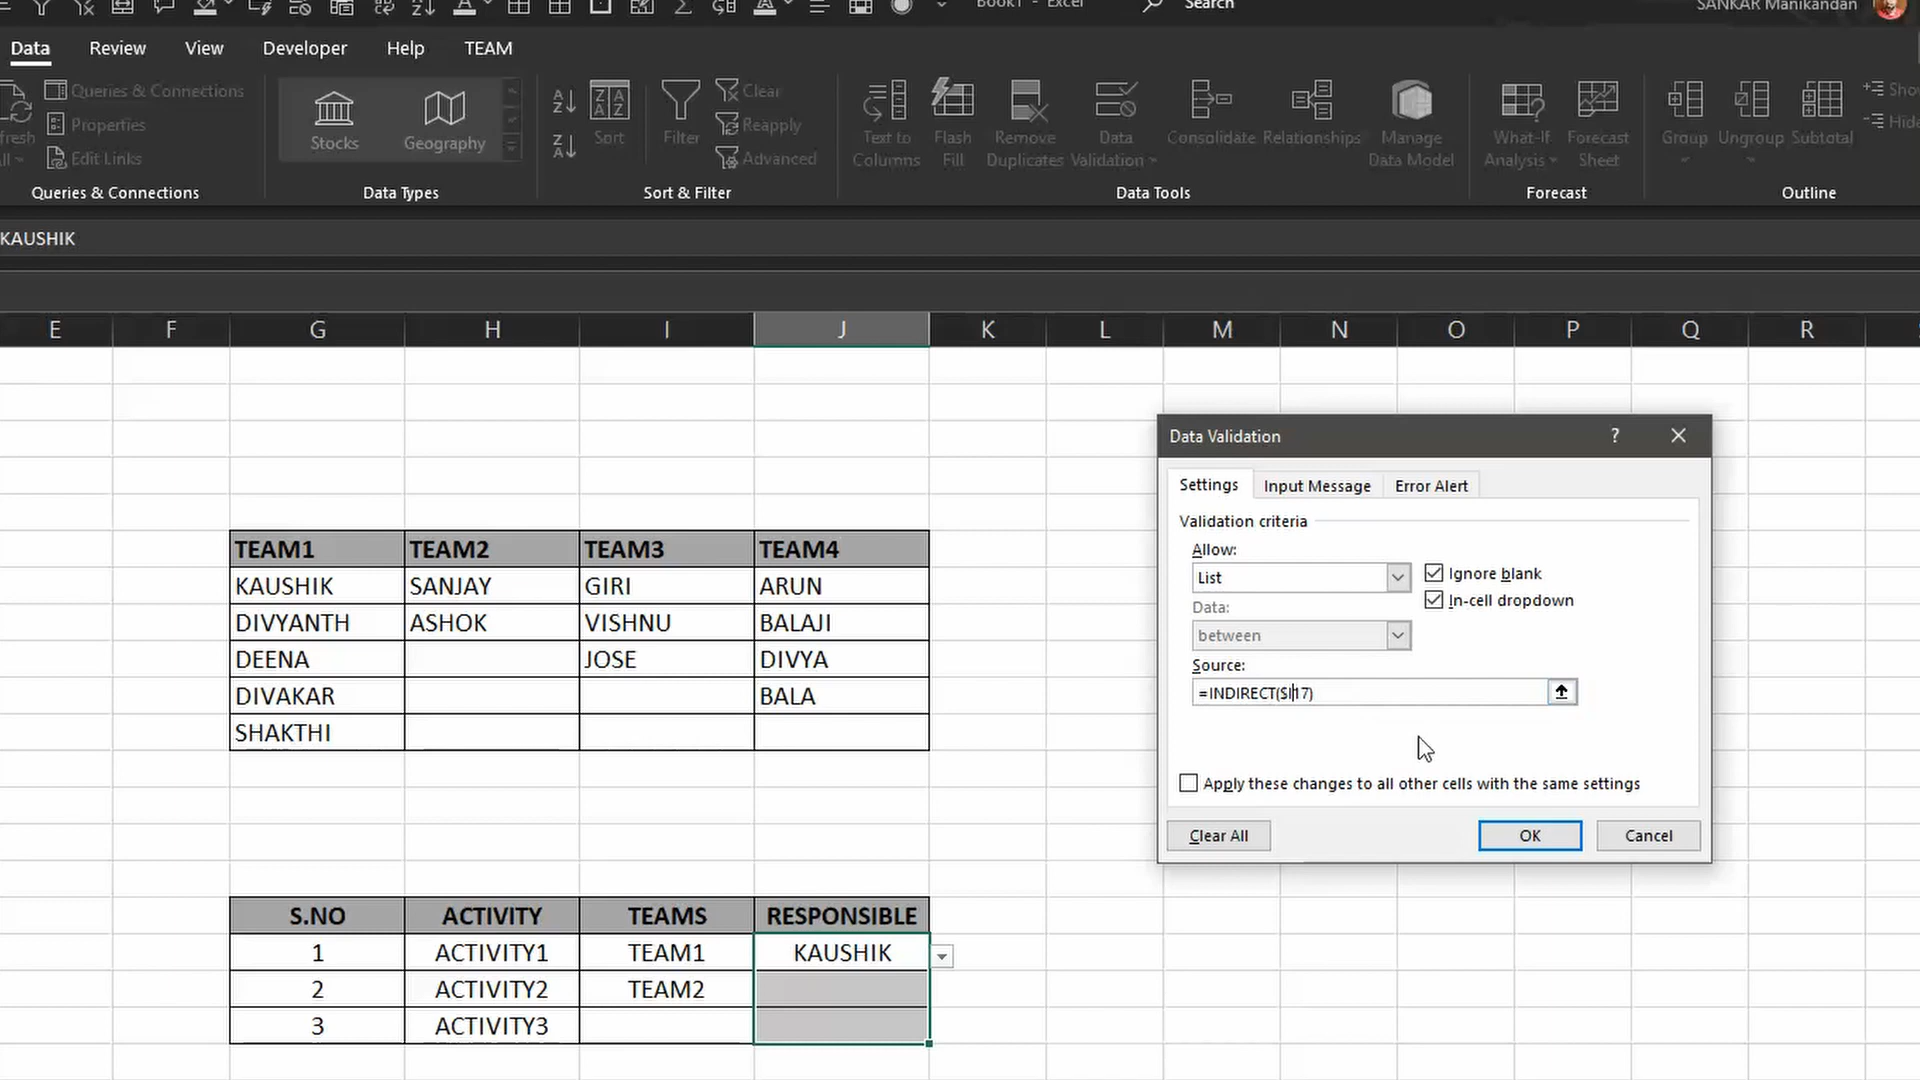 Book1 - Excel
Search
SANKAR Manikandan
Data Review View Developer Help TEAM
Queries & Connections
Properties
Edit Links
Queries & Connections
Stocks
Geography
Data Types
Sort
Filter
Clear
Reapply
Advanced
Sort & Filter
Text to Columns
Flash Fill
Remove Duplicates
Data Validation
Consolidate
Relationships
Manage Data Model
Data Tools
What-If Analysis
Forecast Sheet
Forecast
Group
Ungroup
Subtotal
Outline
KAUSHIK
E F G H I J K L M N O P Q R
TEAM1 TEAM2 TEAM3 TEAM4
KAUSHIK SANJAY GIRI ARUN
DIVYANTH ASHOK VISHNU BALAJI
DEENA JOSE DIVYA
DIVAKAR BALA
SHAKTHI
S.NO ACTIVITY TEAMS RESPONSIBLE
1 ACTIVITY1 TEAM1 KAUSHIK
2 ACTIVITY2 TEAM2
3 ACTIVITY3
Data Validation ?
Settings Input Message Error Alert
Validation criteria
Allow:
List
Ignore blank
In-cell dropdown
Data:
between
Source:
=INDIRECT($I17)
Apply these changes to all other cells with the same settings
Clear All OK Cancel